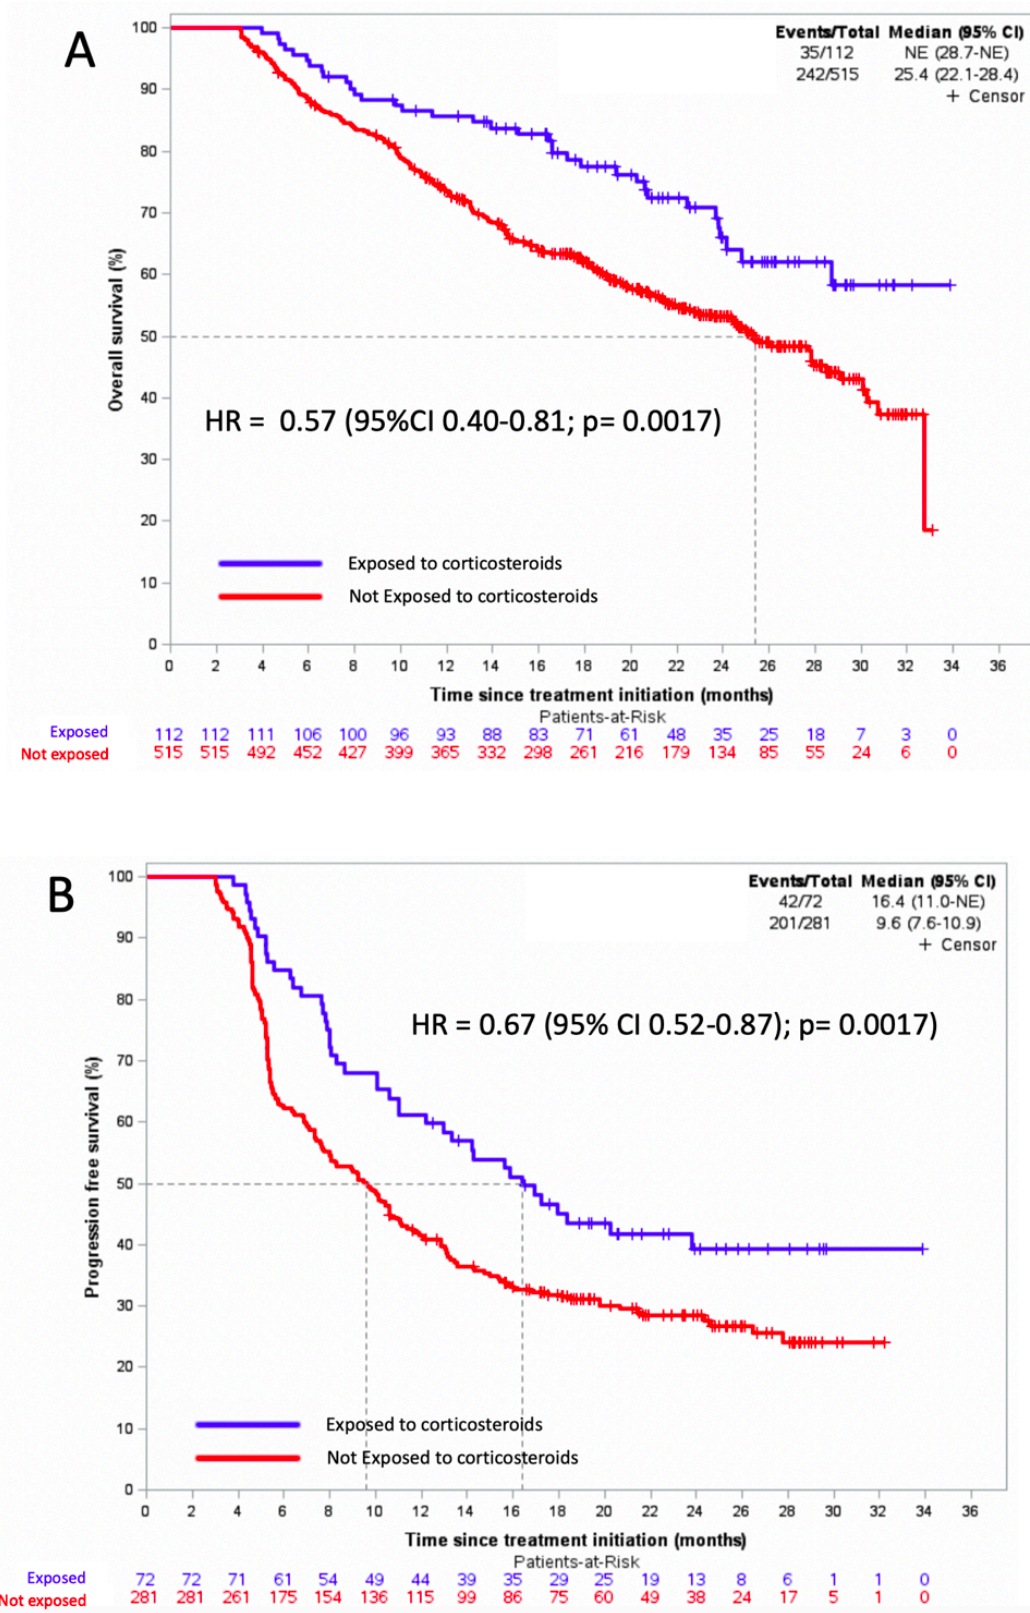 A
Events/Total Median (95% CI)
35/112 NE (28.7-NE)
242/515 25.4 (22.1-28.4)
+ Censor
100
90
80
70
60
50
40
30
20
10
0
Overall survival (%)
HR = 0.57 (95%CI 0.40-0.81; p= 0.0017)
Exposed to corticosteroids
Not Exposed to corticosteroids
0 2 4 6 8 10 12 14 16 18 20 22 24 26 28 30 32 34 36
Time since treatment initiation (months)
Patients-at-Risk
Exposed 112 112 111 106 100 96 93 88 83 71 61 48 35 25 18 7 3 0
Not exposed 515 515 492 452 427 399 365 332 298 261 216 179 134 85 55 24 6 0
B
Events/Total Median (95% CI)
42/72 16.4 (11.0-NE)
201/281 9.6 (7.6-10.9)
+ Censor
100
90
80
70
60
50
40
30
20
10
0
Progression free survival (%)
HR = 0.67 (95% CI 0.52-0.87); p= 0.0017)
Exposed to corticosteroids
Not Exposed to corticosteroids
0 2 4 6 8 10 12 14 16 18 20 22 24 26 28 30 32 34 36
Time since treatment initiation (months)
Patients-at-Risk
Exposed 72 72 71 61 54 49 44 39 35 29 25 19 13 8 6 1 1 0
Not exposed 281 281 261 175 154 136 115 99 86 75 60 49 38 24 17 5 1 0